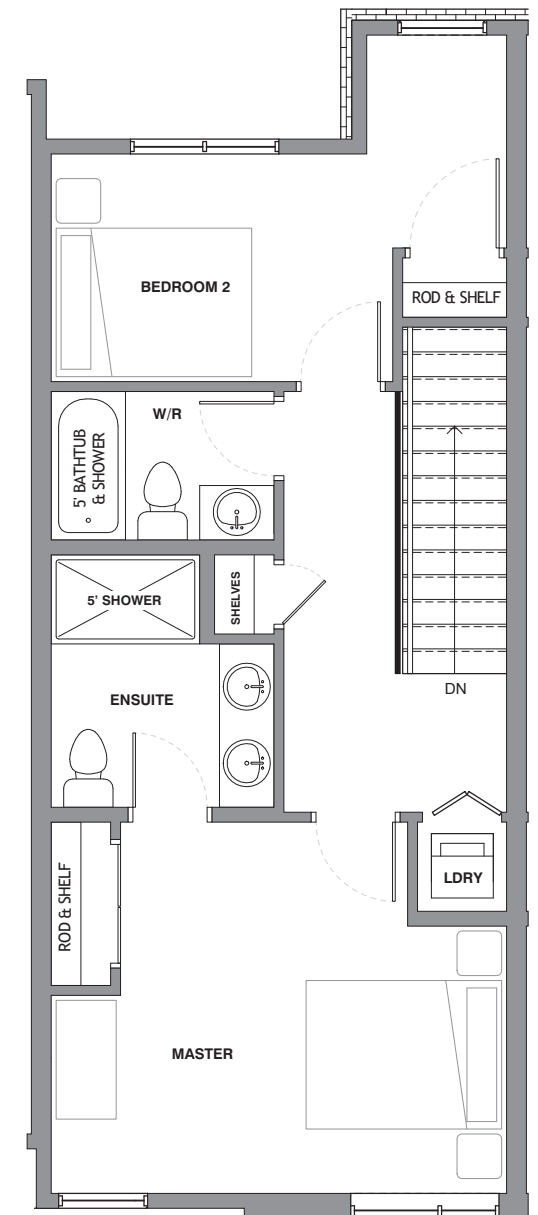 BEDROOM 2
ROD & SHELF
W/R
5' BATHTUB
& SHOWER
SHELVES
5' SHOWER
ENSUITE
DN
LDRY
ROD & SHELF
MASTER